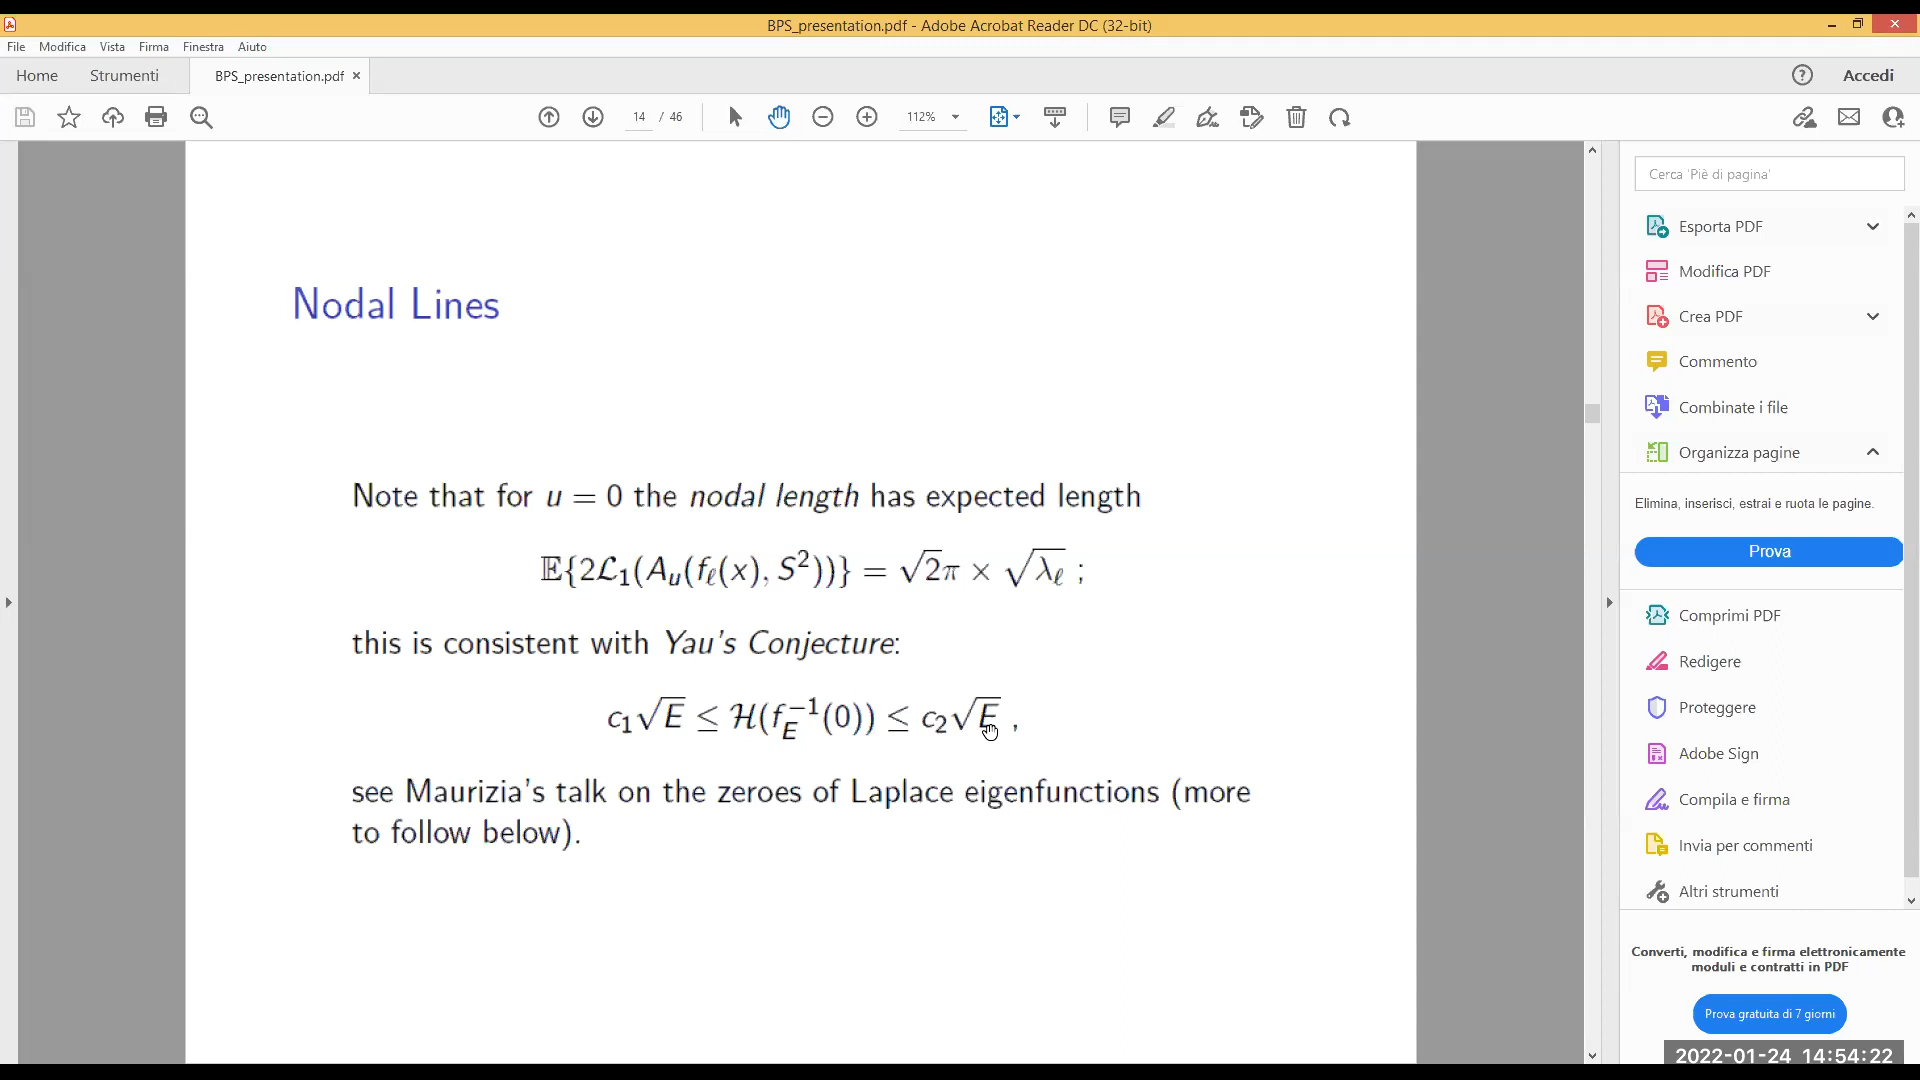 BPS_presentation.pdf - Adobe Acrobat Reader DC (32-bit)
File Modifica Vista Firma Finestra Aiuto
Home Strumenti BPS_presentation.pdf × Accedi
14 / 46 112%
Cerca 'Piè di pagina'
Esporta PDF
Modifica PDF
Crea PDF
Commento
Combinate i file
Organizza pagine
Elimina, inserisci, estrai e ruota le pagine.
Prova
Comprimi PDF
Redigere
Proteggere
Adobe Sign
Compila e firma
Invia per commenti
Altri strumenti
Converti, modifica e firma elettronicamente
moduli e contratti in PDF
Prova gratuita di 7 giorni
2022-01-24 14:54:22
Nodal Lines
Note that for u = 0 the nodal length has expected length
𝔼{2ℒ₁(Aᵤ(f_ℓ(x), S²))} = √2π × √λ_ℓ ;
this is consistent with Yau's Conjecture:
c₁√E ≤ ℋ(f_E⁻¹(0)) ≤ c₂√E ,
see Maurizia's talk on the zeroes of Laplace eigenfunctions (more
to follow below).